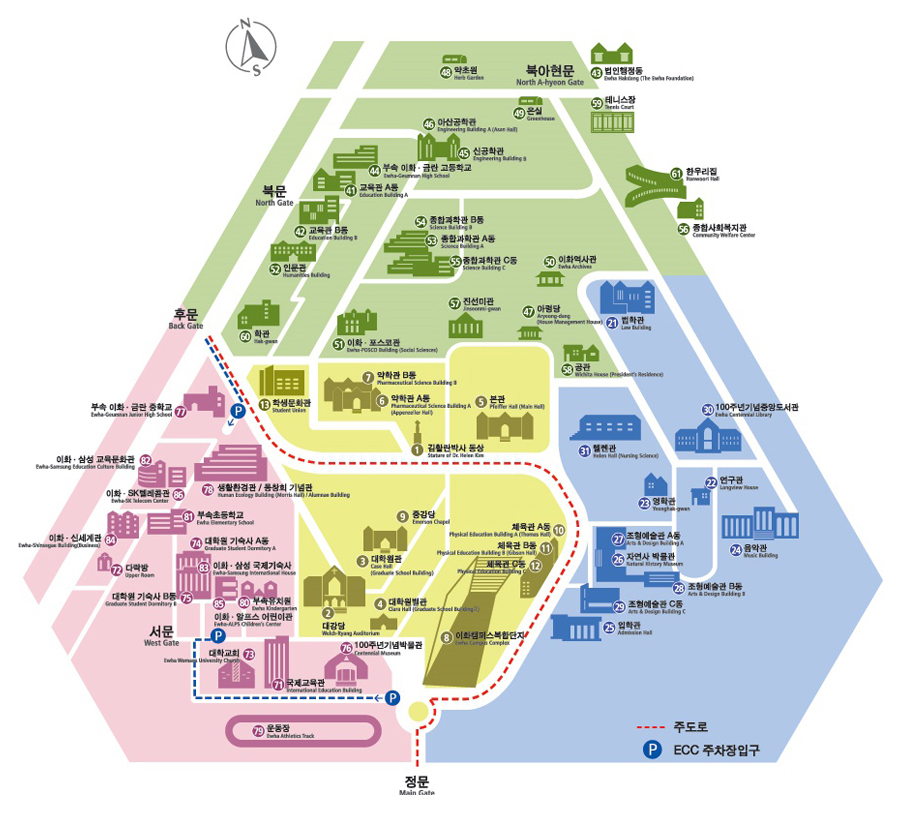 N
S
48 약초원
Herb Garden
북아현문
North A-hyeon Gate
43 법인행정동
Ewha Hakdang (The Ewha Foundation)
49 온실
Greenhouse
59 테니스장
Tennis Court
46 아산공학관
Engineering Building A (Asan Hall)
45 신공학관
Engineering Building B
44 부속 이화·금란 고등학교
Ewha-Geumnan High School
41 교육관 A동
Education Building A
북문
North Gate
42 교육관 B동
Education Building B
52 인문관
Humanities Building
54 종합과학관 B동
Science Building B
53 종합과학관 A동
Science Building A
55 종합과학관 C동
Science Building C
61 한우리집
Hanwoori Hall
56 종합사회복지관
Community Welfare Center
50 이화역사관
Ewha Archives
57 진선미관
Jinseonmi-gwan
47 아령당
Aryeong-dang
(House Management House)
21 법학관
Law Building
후문
Back Gate
60 학관
Hak-gwan
51 이화·포스코관
Ewha-POSCO Building (Social Sciences)
58 공관
Wichita House (President's Residence)
13 학생문화관
Student Union
7 약학관 B동
Pharmaceutical Science Building B
6 약학관 A동
Pharmaceutical Science Building A
(Appenzeller Hall)
5 본관
Pfeiffer Hall (Main Hall)
1 김활란박사 동상
Stature of Dr. Helen Kim
부속 이화·금란 중학교
Ewha-Geumnan Junior High School
77
P
30 100주년기념중앙도서관
Ewha Centennial Library
31 헬렌관
Helen Hall (Nursing Science)
이화·삼성 교육문화관
Ewha-Samsung Education Culture Building
82
이화·SK텔레콤관
Ewha-SK Telecom Center
86
78 생활환경관 / 동창회 기념관
Human Ecology Building (Morris Hall) / Alumnae Building
22 연구관
Longview House
23 영학관
Yeonghak-gwan
24 음악관
Music Building
81 부속초등학교
Ewha Elementary School
이화·신세계관
Ewha-Shinsegae Building(Business)
84
74 대학원 기숙사 A동
Graduate Student Dormitory A
72 다락방
Upper Room
83 이화·삼성 국제기숙사
Ewha-Samsung International House
대학원 기숙사 B동
Graduate Student Dormitory B
75
85
80 부속유치원
Ewha Kindergarten
이화·알프스 어린이관
Ewha-ALPS Children's Center
9 중강당
Emerson Chapel
3 대학원관
Case Hall
(Graduate School Building)
4 대학원별관
Clara Hall (Graduate School Building)
2
대강당
Welch-Ryang Auditorium
체육관 A동 10
Physical Education Building A (Thomas Hall)
체육관 B동 11
Physical Education Building B (Gibson Hall)
체육관 C동
Physical Education Building C
12
8 이화캠퍼스복합단지
Ewha Campus Complex
27 조형예술관 A동
Arts & Design Building A
26 자연사 박물관
Natural History Museum
28 조형예술관 B동
Arts & Design Building B
29 조형예술관 C동
Arts & Design Building C
25 입학관
Admission Hall
서문
West Gate
P
대학교회 73
Ewha Womans University Church
71 국제교육관
International Education Building
76 100주년기념박물관
Centennial Museum
P
79 운동장
Ewha Athletics Track
주도로
P ECC 주차장입구
정문
Main Gate